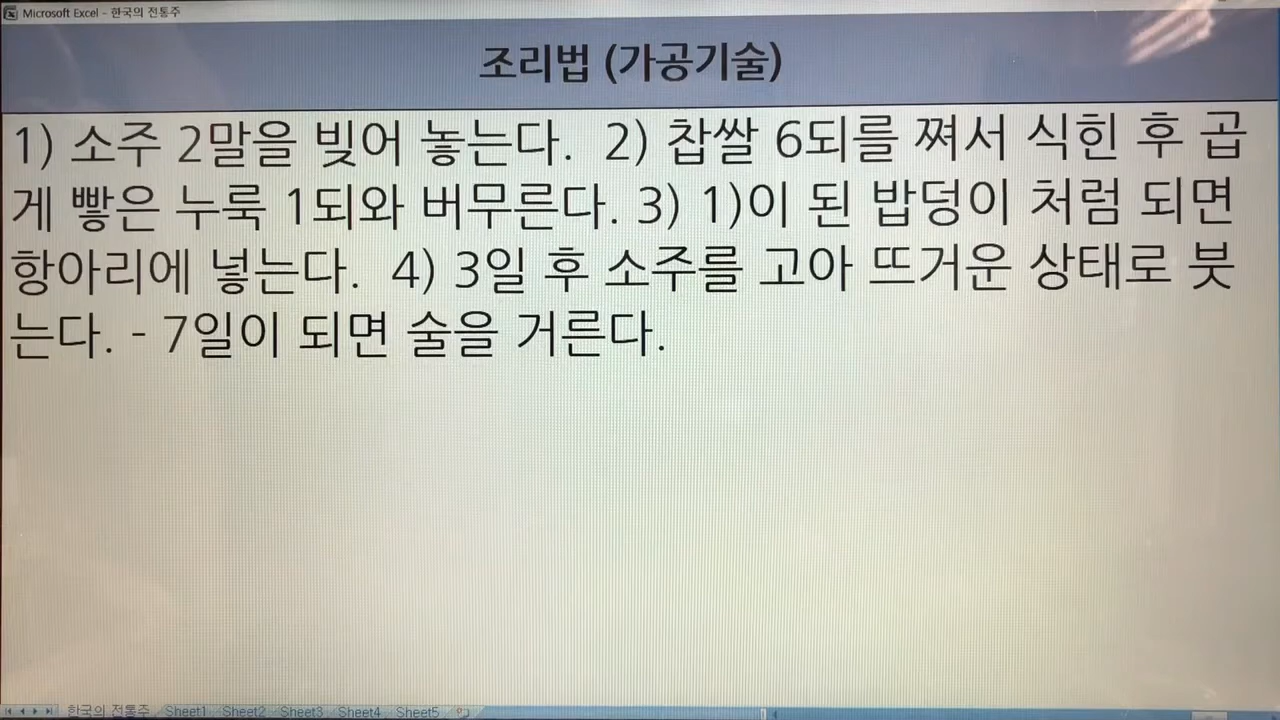 Microsoft Excel - 한국의 전통주
조리법 (가공기술)
1) 소주 2말을 빚어 놓는다. 2) 찹쌀 6되를 쪄서 식힌 후 곱
게 빻은 누룩 1되와 버무른다. 3) 1)이 된 밥덩이 처럼 되면
항아리에 넣는다. 4) 3일 후 소주를 고아 뜨거운 상태로 붓
는다. - 7일이 되면 술을 거른다.
한국의 전통주 Sheet1 Sheet2 Sheet3 Sheet4 Sheet5